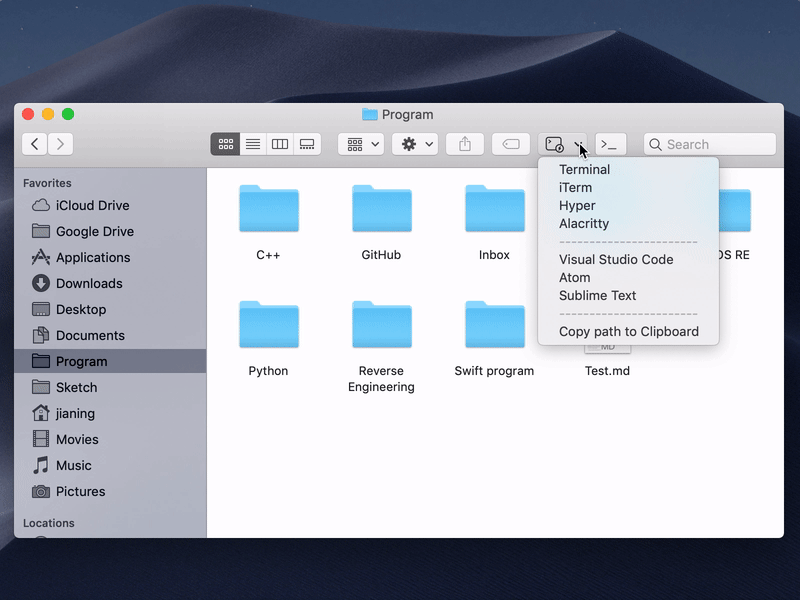 Program
>_
Search
Terminal
iTerm
Hyper
Alacritty
Visual Studio Code
Atom
Sublime Text
Copy path to Clipboard
Favorites
iCloud Drive
Google Drive
Applications
Downloads
Desktop
Documents
Program
Sketch
jianing
Movies
Music
Pictures
Locations
C++
GitHub
Inbox
OS RE
Python
Reverse
Engineering
Swift program
MD
Test.md